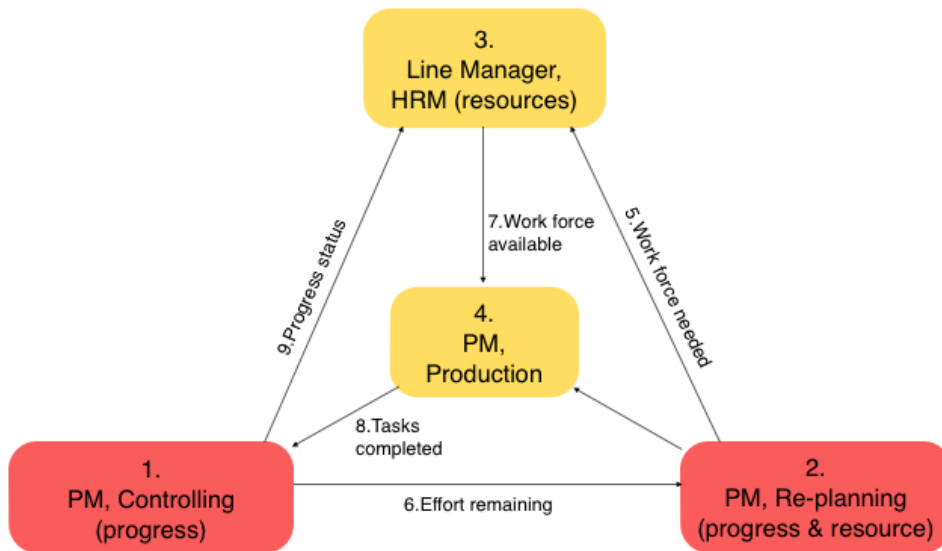 3.
Line Manager,
HRM (resources)
9.Progress status
7.Work force
available
5.Work force needed
4.
PM,
Production
8.Tasks
completed
1.
PM, Controlling
(progress)
6.Effort remaining
2.
PM, Re-planning
(progress & resource)